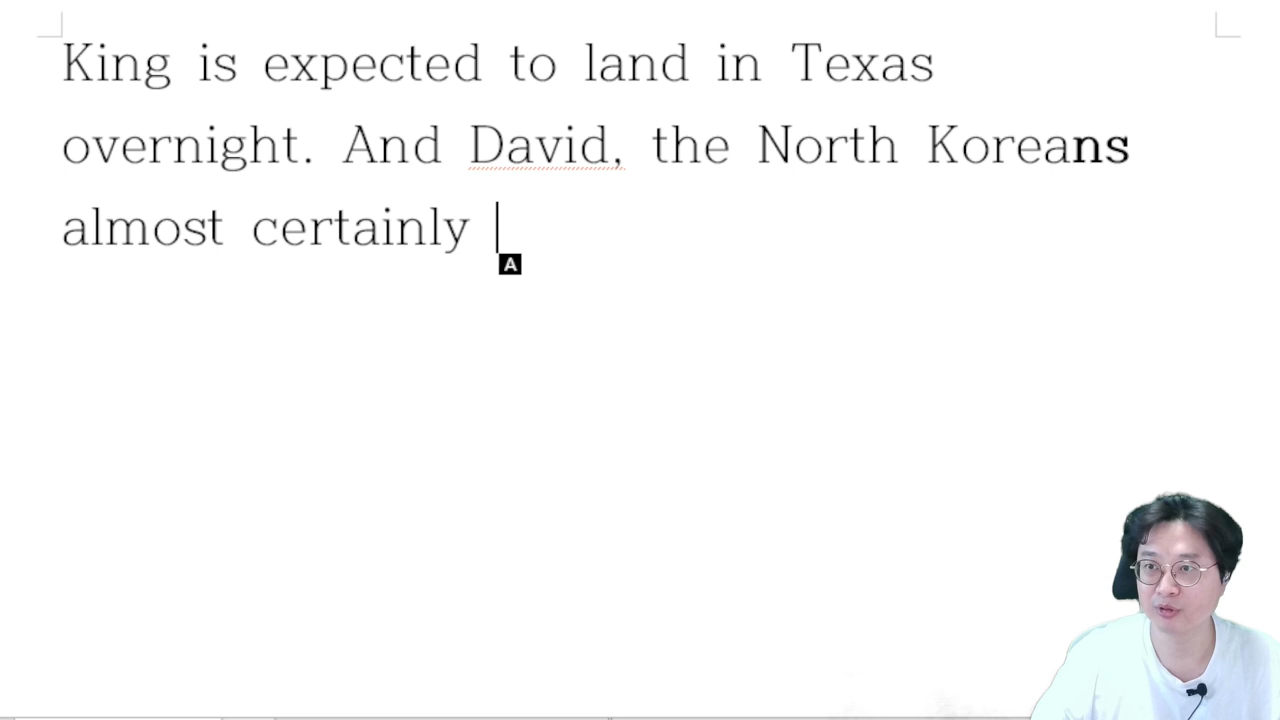 King is expected to land in Texas
overnight. And David, the North Koreans
almost certainly
A